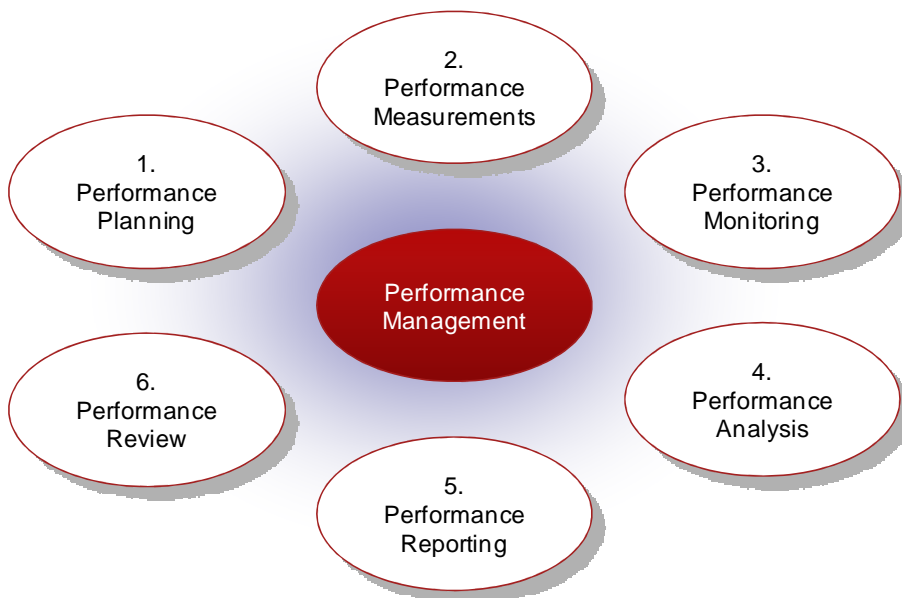 1.
Performance
Planning
2.
Performance
Measurements
3.
Performance
Monitoring
Performance
Management
4.
Performance
Analysis
5.
Performance
Reporting
6.
Performance
Review